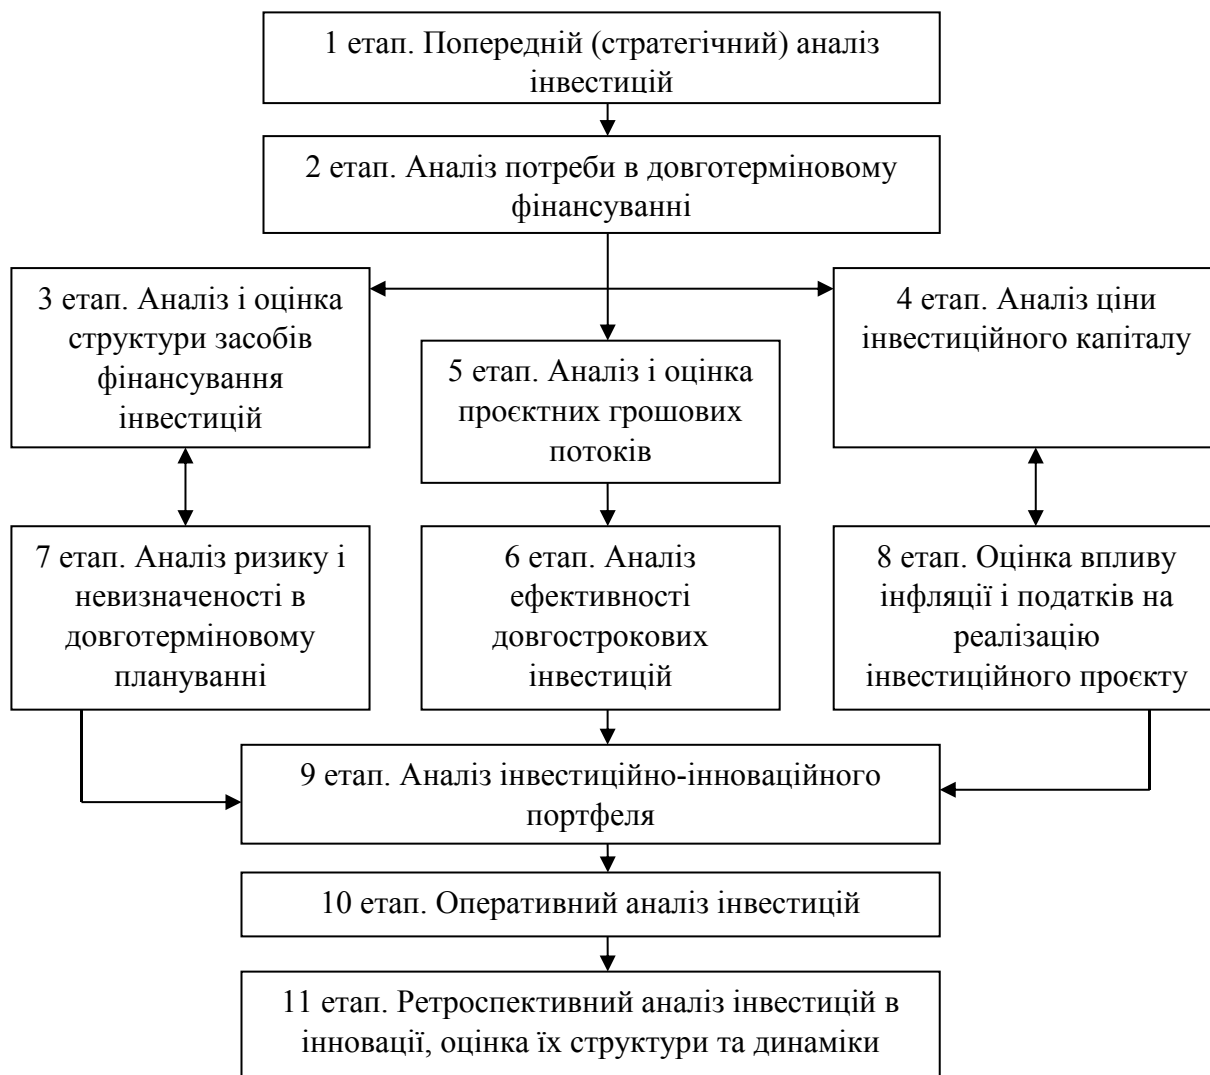 1 етап. Попередній (стратегічний) аналіз
інвестицій
2 етап. Аналіз потреби в довготерміновому
фінансуванні
3 етап. Аналіз і оцінка
структури засобів
фінансування
інвестицій
4 етап. Аналіз ціни
інвестиційного капіталу
5 етап. Аналіз і оцінка
проєктних грошових
потоків
7 етап. Аналіз ризику і
невизначеності в
довготерміновому
плануванні
6 етап. Аналіз
ефективності
довгострокових
інвестицій
8 етап. Оцінка впливу
інфляції і податків на
реалізацію
інвестиційного проєкту
9 етап. Аналіз інвестиційно-інноваційного
портфеля
10 етап. Оперативний аналіз інвестицій
11 етап. Ретроспективний аналіз інвестицій в
інновації, оцінка їх структури та динаміки